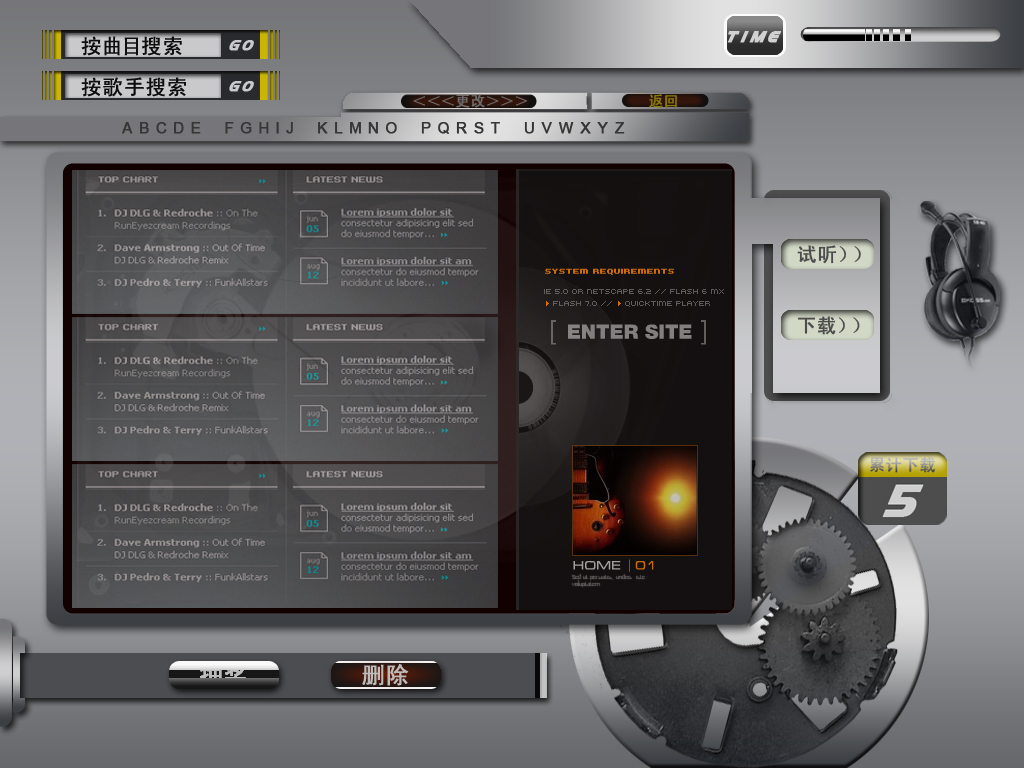 按曲目搜索 GO
TIME
按歌手搜索 GO
<<<更改>>> 返回
ABCDE FGHIJ KLMNO PQRST UVWXYZ
TOP CHART
1. DJ DLG & Redroche :: On The
RunEyezcream Recordings
2. Dave Armstrong :: Out Of Time
DJ DLG & Redroche Remix
3. DJ Pedro & Terry :: FunkAllstars
LATEST NEWS
jun
05
Lorem ipsum dolor sit
consectetur adipisicing elit sed
do eiusmod tempor...
aug
12
Lorem ipsum dolor sit am
consectetur do eiusmod tempor
incididunt ut labore...
TOP CHART
1. DJ DLG & Redroche :: On The
RunEyezcream Recordings
2. Dave Armstrong :: Out Of Time
DJ DLG & Redroche Remix
3. DJ Pedro & Terry :: FunkAllstars
LATEST NEWS
jun
05
Lorem ipsum dolor sit
consectetur adipisicing elit sed
do eiusmod tempor...
aug
12
Lorem ipsum dolor sit am
consectetur do eiusmod tempor
incididunt ut labore...
TOP CHART
1. DJ DLG & Redroche :: On The
RunEyezcream Recordings
2. Dave Armstrong :: Out Of Time
DJ DLG & Redroche Remix
3. DJ Pedro & Terry :: FunkAllstars
LATEST NEWS
jun
05
Lorem ipsum dolor sit
consectetur adipisicing elit sed
do eiusmod tempor...
aug
12
Lorem ipsum dolor sit am
consectetur do eiusmod tempor
incididunt ut labore...
SYSTEM REQUIREMENTS
IE 5.0 OR NETSCAPE 6.2 // FLASH 6 MX
FLASH 7.0 // QUICKTIME PLAYER
[ ENTER SITE ]
HOME | 01
试听））
下载））
累计下载
5
删除